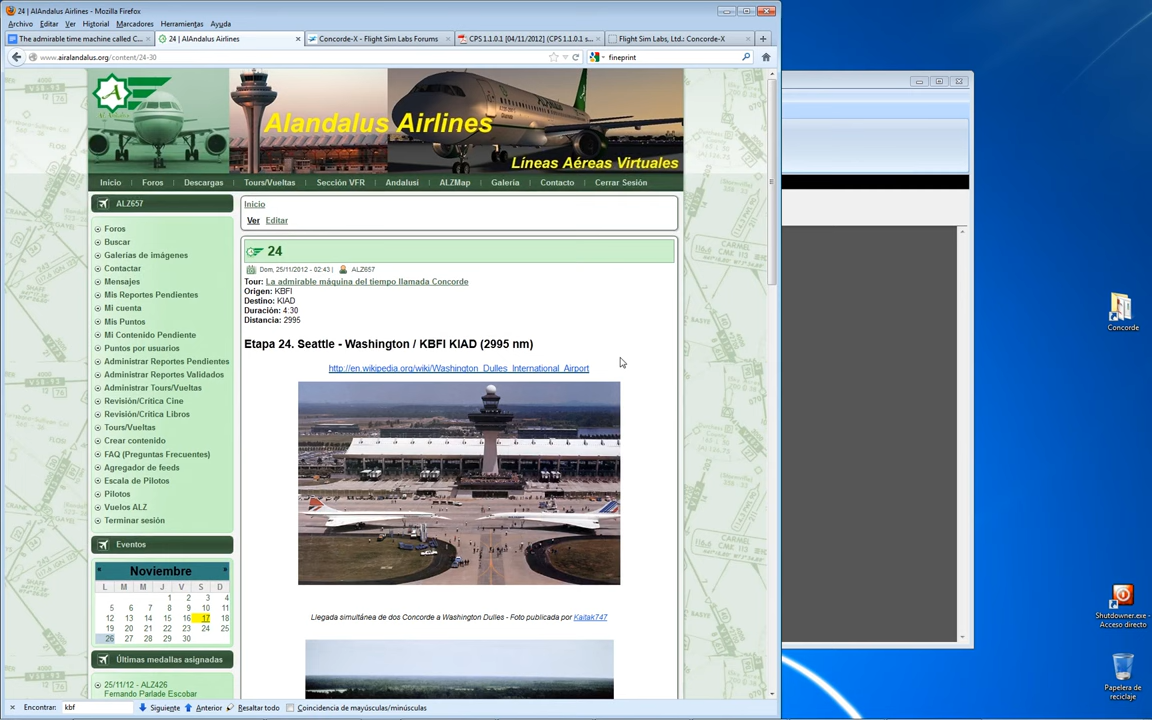 24 | AlAndalus Airlines - Mozilla Firefox
Archivo Editar Ver Historial Marcadores Herramientas Ayuda
The admirable time machine called C...
24 | AlAndalus Airlines
Concorde-X - Flight Sim Labs Forums
CPS 1.1.0.1 [04/11/2012] (CPS 1.1.0.1 s...
Flight Sim Labs, Ltd.: Concorde-X
www.airalandalus.org/content/24-30
fineprint
Alandalus Airlines
Líneas Aéreas Virtuales
Inicio Foros Descargas Tours/Vueltas Sección VFR Andalusi ALZMap Galeria Contacto Cerrar Sesión
ALZ657
Foros
Buscar
Galerías de imágenes
Contactar
Mensajes
Mis Reportes Pendientes
Mi cuenta
Mis Puntos
Mi Contenido Pendiente
Puntos por usuarios
Administrar Reportes Pendientes
Administrar Reportes Validados
Administrar Tours/Vueltas
Revisión/Crítica Cine
Revisión/Crítica Libros
Tours/Vueltas
Crear contenido
FAQ (Preguntas Frecuentes)
Agregador de feeds
Escala de Pilotos
Pilotos
Vuelos ALZ
Terminar sesión
Eventos
Noviembre
L M M J V S D
1 2 3 4
5 6 7 8 9 10 11
12 13 14 15 16 17 18
19 20 21 22 23 24 25
26 27 28 29 30
Últimas medallas asignadas
25/11/12 - ALZ426
Fernando Parlade Escobar
Inicio
Ver Editar
24
Dom, 25/11/2012 - 02:43 | ALZ657
Tour: La admirable máquina del tiempo llamada Concorde
Origen: KBFI
Destino: KIAD
Duración: 4:30
Distancia: 2995
Etapa 24. Seattle - Washington / KBFI KIAD (2995 nm)
http://en.wikipedia.org/wiki/Washington_Dulles_International_Airport
Llegada simultánea de dos Concorde a Washington Dulles - Foto publicada por Kaitak747
Encontrar: kbf Siguiente Anterior Resaltar todo Coincidencia de mayúsculas/minúsculas
Concorde
Shutdowner.exe - Acceso directo
Papelera de reciclaje